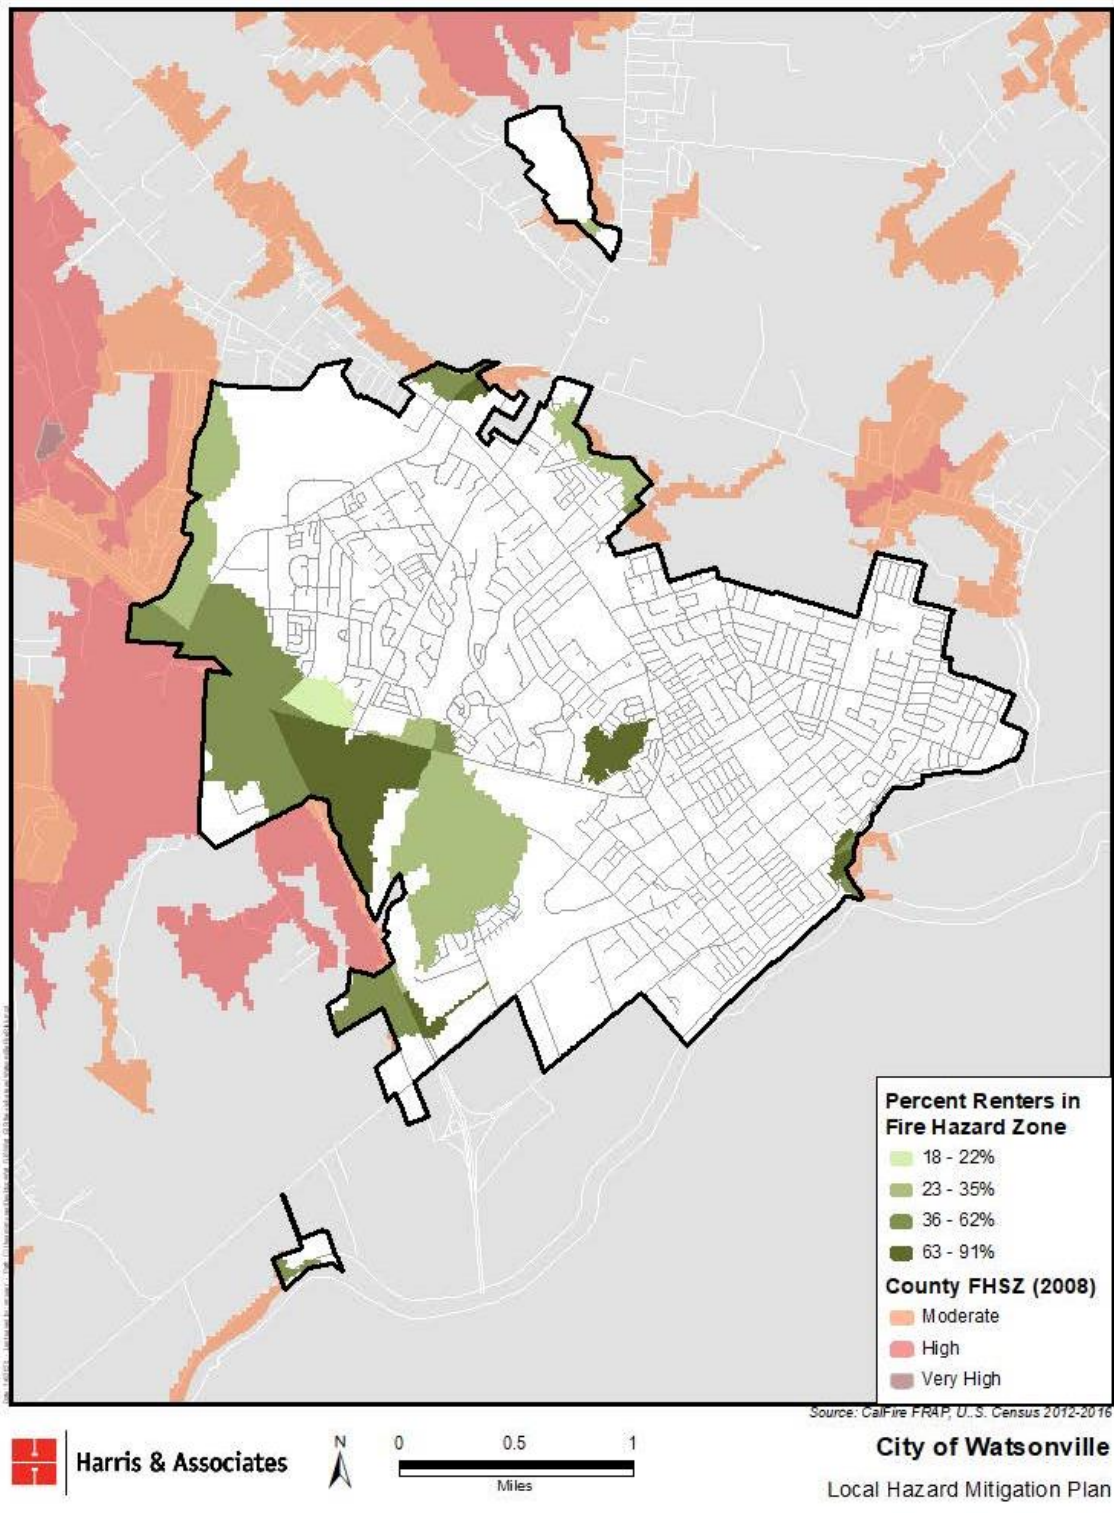 Percent Renters in
Fire Hazard Zone
18 - 22%
23 - 35%
36 - 62%
63 - 91%
County FHSZ (2008)
Moderate
High
Very High
Source: CalFire FRAP, U..S. Census 2012-2016
Harris & Associates
N
0 0.5 1
Miles
City of Watsonville
Local Hazard Mitigation Plan